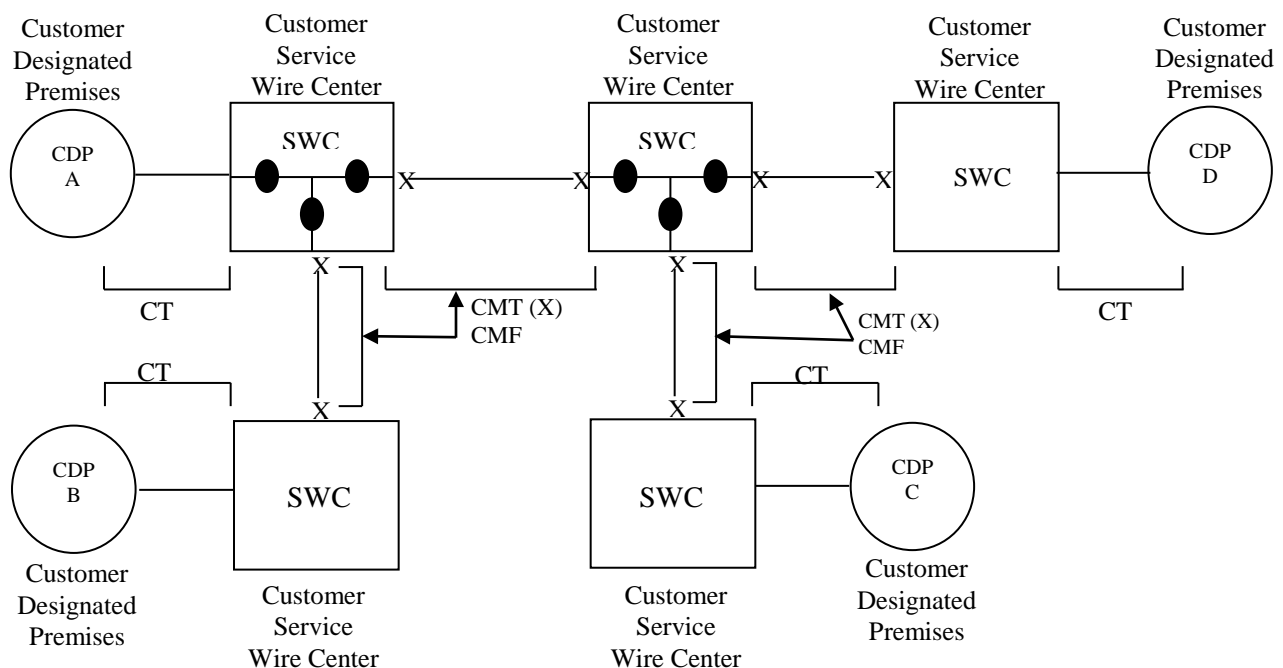 Customer
Designated
Premises
Customer
Service
Wire Center
Customer
Service
Wire Center
Customer
Service
Wire Center
Customer
Designated
Premises
CDP
A
SWC
X
X
SWC
X
X
SWC
CDP
D
X
X
CT
CMT (X)
CMF
CMT (X)
CMF
CT
CT
CT
X
X
CDP
B
SWC
SWC
CDP
C
Customer
Designated
Premises
Customer
Service
Wire Center
Customer
Service
Wire Center
Customer
Designated
Premises